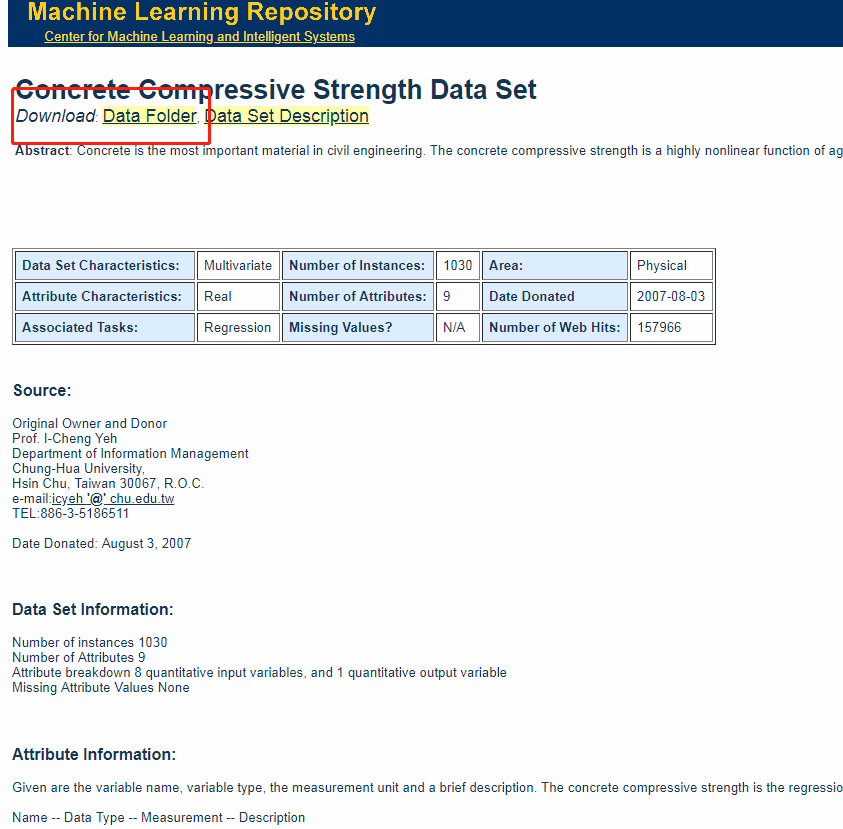 Machine Learning Repository
Center for Machine Learning and Intelligent Systems
Concrete Compressive Strength Data Set
Download: Data Folder, Data Set Description
Abstract: Concrete is the most important material in civil engineering. The concrete compressive strength is a highly nonlinear function of ag
Data Set Characteristics: Multivariate Number of Instances: 1030 Area: Physical
Attribute Characteristics: Real Number of Attributes: 9 Date Donated 2007-08-03
Associated Tasks: Regression Missing Values? N/A Number of Web Hits: 157966
Source:
Original Owner and Donor
Prof. I-Cheng Yeh
Department of Information Management
Chung-Hua University,
Hsin Chu, Taiwan 30067, R.O.C.
e-mail:icyeh '@' chu.edu.tw
TEL:886-3-5186511
Date Donated: August 3, 2007
Data Set Information:
Number of instances 1030
Number of Attributes 9
Attribute breakdown 8 quantitative input variables, and 1 quantitative output variable
Missing Attribute Values None
Attribute Information:
Given are the variable name, variable type, the measurement unit and a brief description. The concrete compressive strength is the regressio
Name -- Data Type -- Measurement -- Description